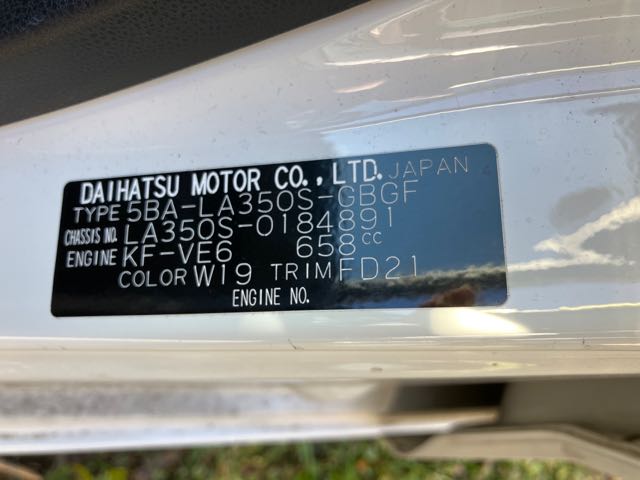 DAIHATSU MOTOR CO., LTD. JAPAN
TYPE 5BA-LA350S-GBGF
CHASSIS NO. LA350S-0184891
ENGINE KF-VE6 658cc
COLOR W19 TRIM FD21
ENGINE NO.